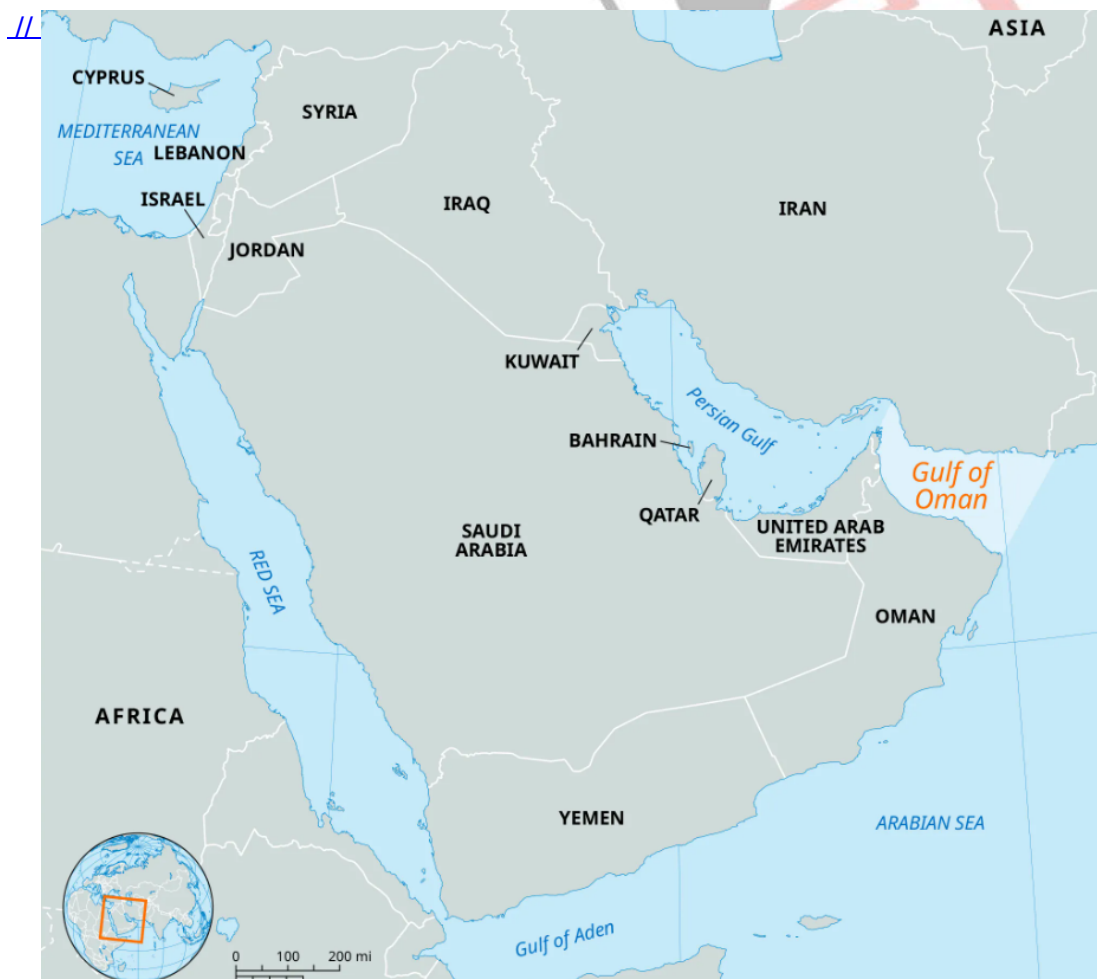 //
ASIA
CYPRUS
SYRIA
MEDITERRANEAN
SEA
LEBANON
ISRAEL
IRAQ
IRAN
JORDAN
KUWAIT
Persian Gulf
BAHRAIN
Gulf of
Oman
QATAR
UNITED ARAB
EMIRATES
SAUDI
ARABIA
RED SEA
OMAN
AFRICA
YEMEN
ARABIAN SEA
Gulf of Aden
0 100 200 mi